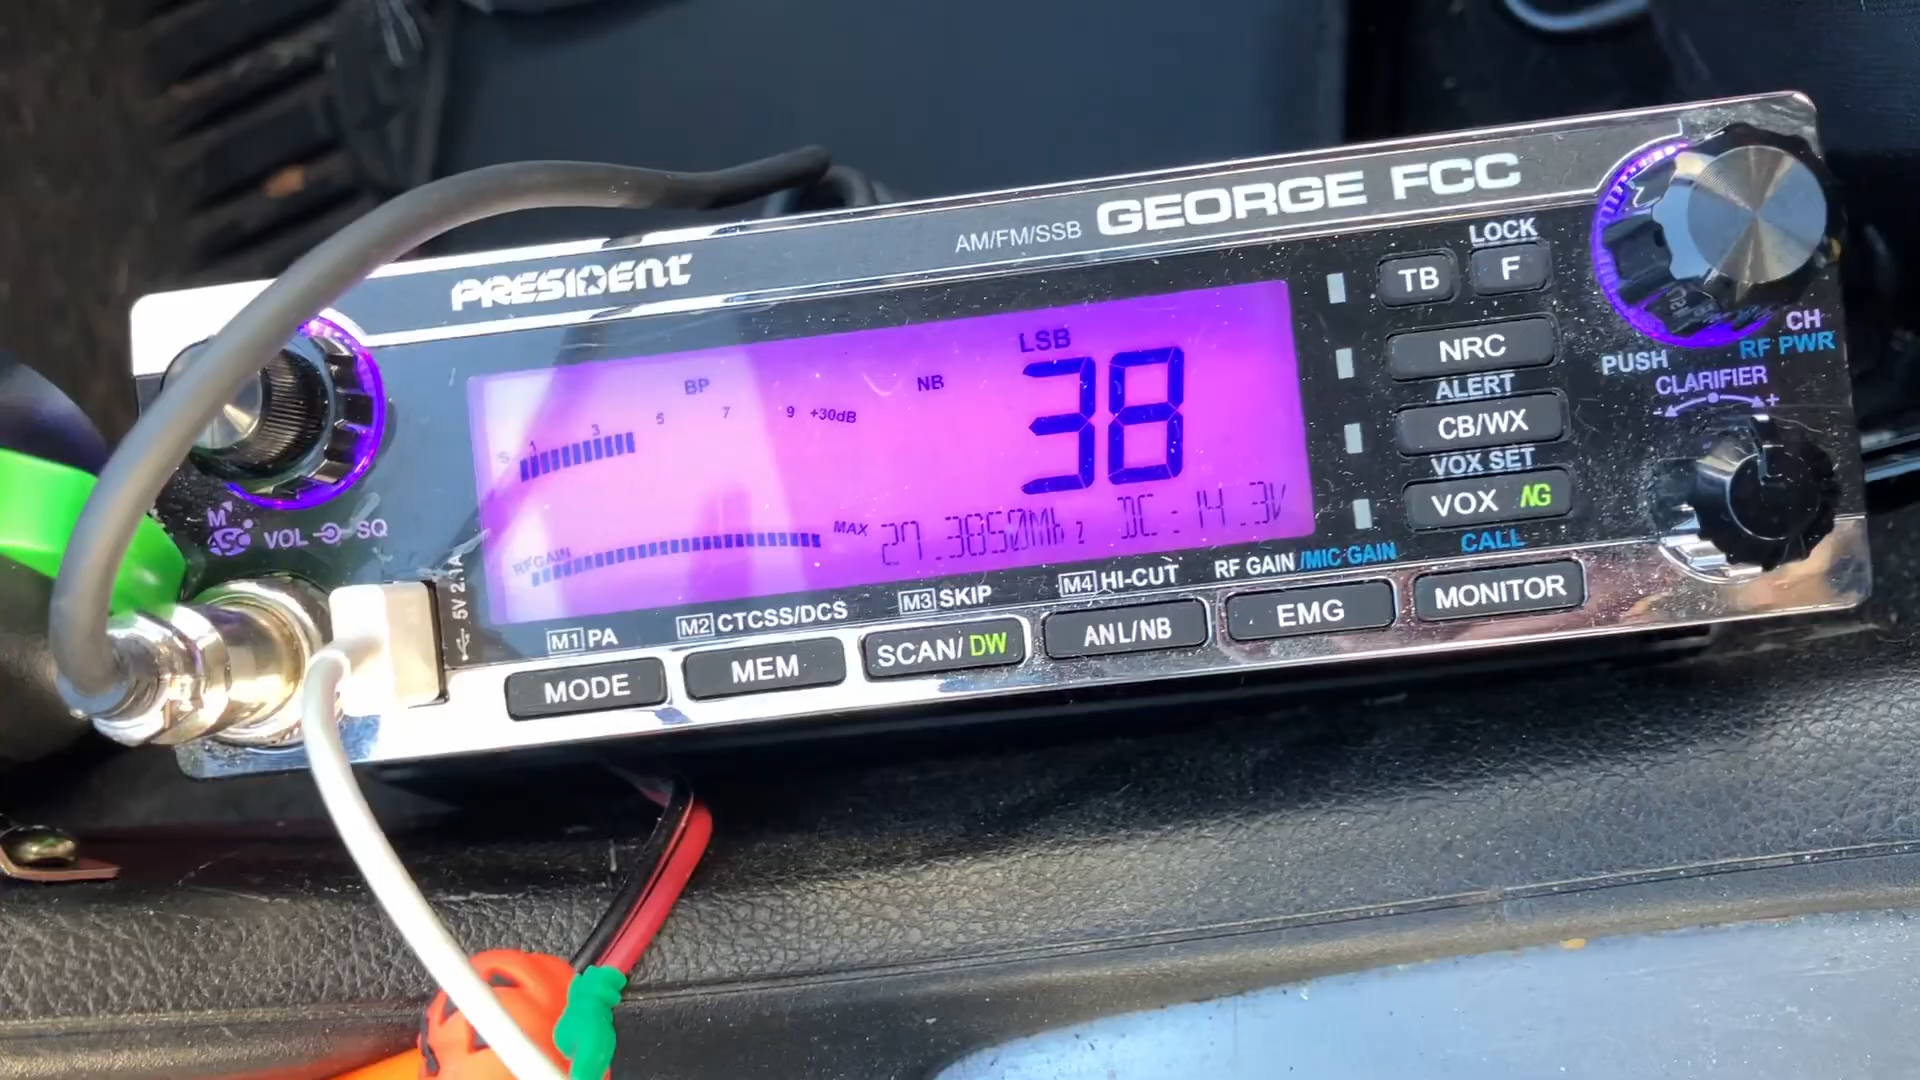 PRESIDENT
AM/FM/SSB GEORGE FCC
LOCK
TB F
NRC
ALERT
CB/WX
VOX SET
VOX NG
CALL
MONITOR
CH
RF PWR
PUSH
CLARIFIER
- +
LSB
BP NB 38
S 1 3 5 7 9 +30dB
RFGAIN MAX 27.3850Mhz DC:14.3V
M ASC VOL SQ
5V 2.1A
M1 PA M2 CTCSS/DCS M3 SKIP M4 HI-CUT RF GAIN /MIC GAIN
MODE MEM SCAN/DW ANL/NB EMG